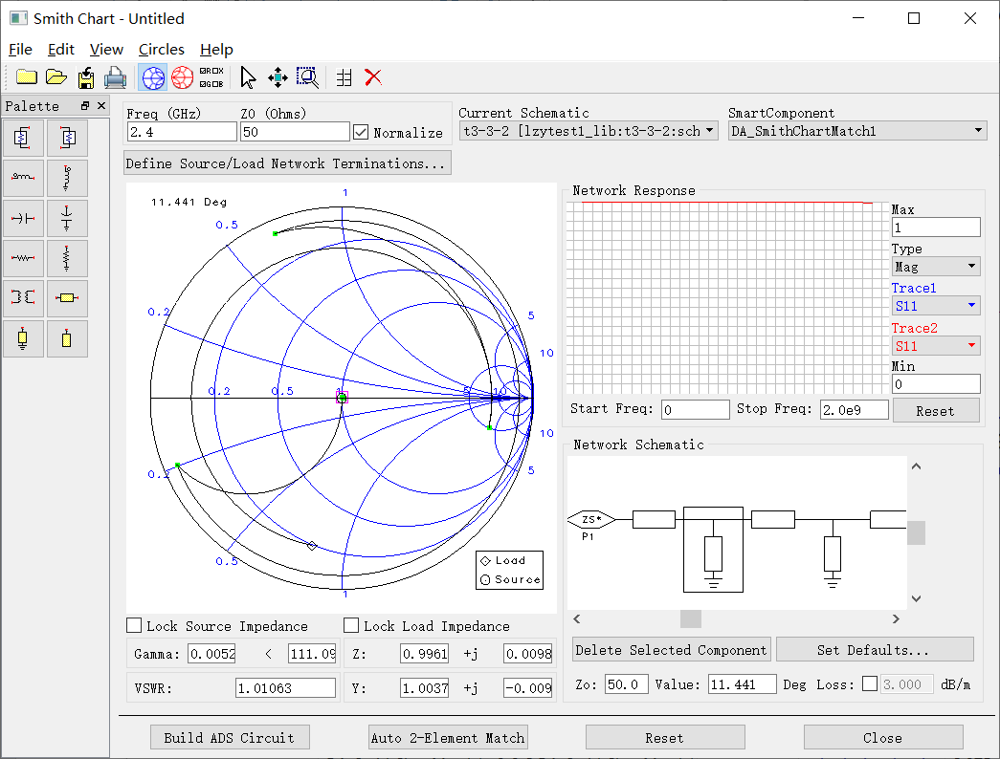 Smith Chart - Untitled
File Edit View Circles Help
Palette
Freq (GHz) Z0 (Ohms)
2.4 50 Normalize
Current Schematic SmartComponent
t3-3-2 [lzytest1_lib:t3-3-2:sch DA_SmithChartMatch1
Define Source/Load Network Terminations...
11.441 Deg
1
0.5
0.2
5
10
0.2 0.5 1 5 10
10
5
0.2
0.5
1
Load
Source
Network Response
Max
1
Type
Mag
Trace1
S11
Trace2
S11
Min
0
Start Freq: 0 Stop Freq: 2.0e9 Reset
Network Schematic
ZS*
P1
Lock Source Impedance Lock Load Impedance
Gamma: 0.0052 < 111.09 Z: 0.9961 +j 0.0098
VSWR: 1.01063 Y: 1.0037 +j -0.009
Delete Selected Component Set Defaults...
Zo: 50.0 Value: 11.441 Deg Loss: 3.000 dB/m
Build ADS Circuit Auto 2-Element Match Reset Close